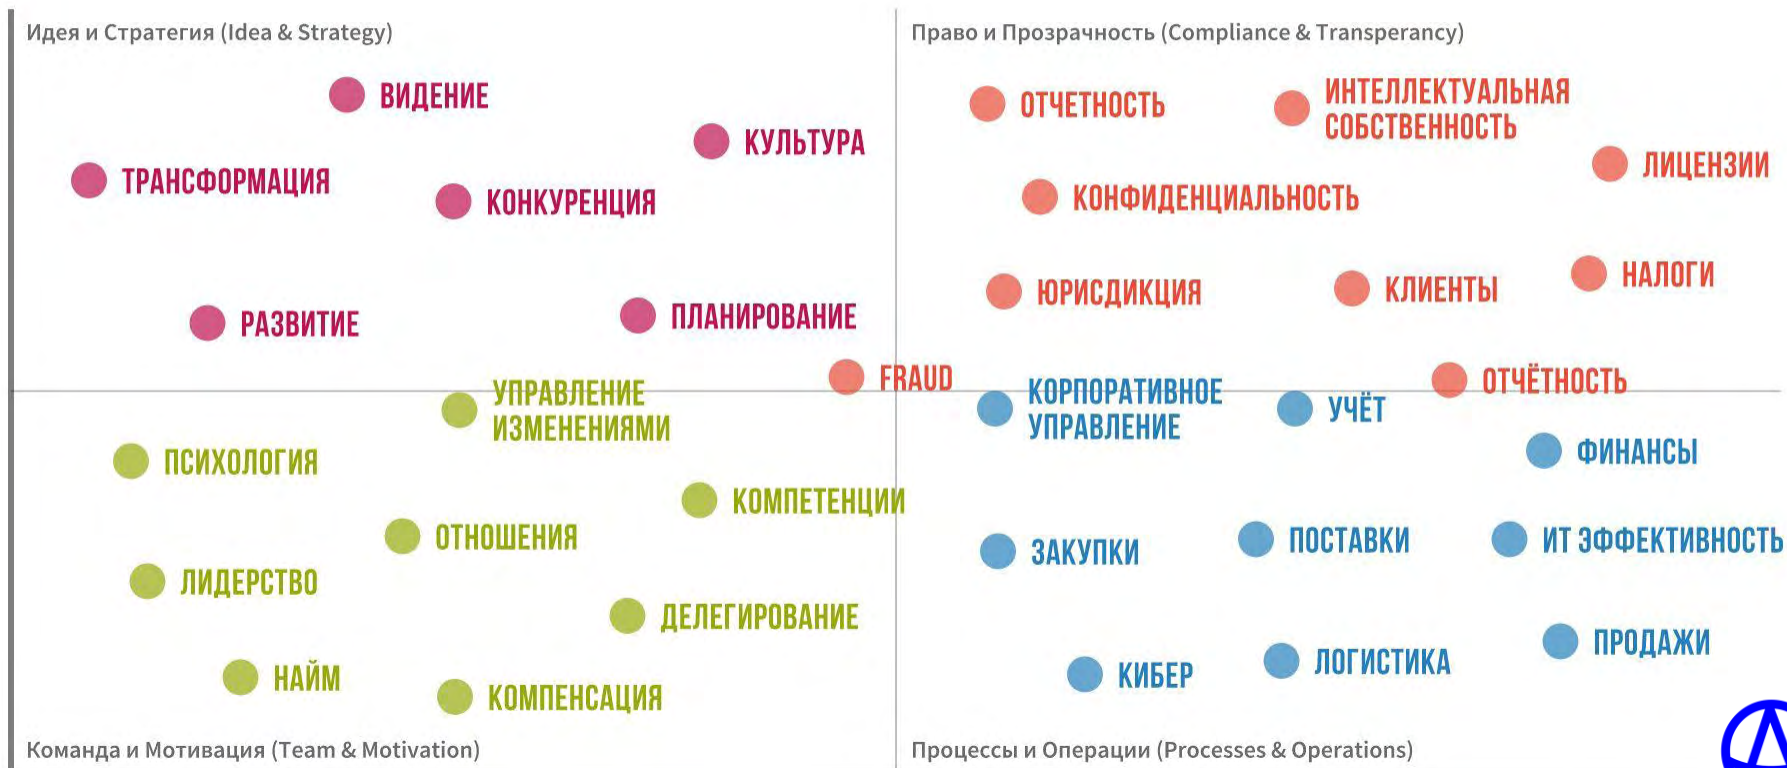 Идея и Стратегия (Idea & Strategy)
ВИДЕНИЕ
КУЛЬТУРА
ТРАНСФОРМАЦИЯ
КОНКУРЕНЦИЯ
РАЗВИТИЕ
ПЛАНИРОВАНИЕ
Право и Прозрачность (Compliance & Transperancy)
ОТЧЕТНОСТЬ
ИНТЕЛЛЕКТУАЛЬНАЯ
СОБСТВЕННОСТЬ
ЛИЦЕНЗИИ
КОНФИДЕНЦИАЛЬНОСТЬ
ЮРИСДИКЦИЯ
КЛИЕНТЫ
НАЛОГИ
FRAUD
ОТЧЁТНОСТЬ
УПРАВЛЕНИЕ
ИЗМЕНЕНИЯМИ
ПСИХОЛОГИЯ
КОМПЕТЕНЦИИ
ОТНОШЕНИЯ
ЛИДЕРСТВО
ДЕЛЕГИРОВАНИЕ
НАЙМ
КОМПЕНСАЦИЯ
Команда и Мотивация (Team & Motivation)
КОРПОРАТИВНОЕ
УПРАВЛЕНИЕ
УЧЁТ
ФИНАНСЫ
ЗАКУПКИ
ПОСТАВКИ
ИТ ЭФФЕКТИВНОСТЬ
КИБЕР
ЛОГИСТИКА
ПРОДАЖИ
Процессы и Операции (Processes & Operations)